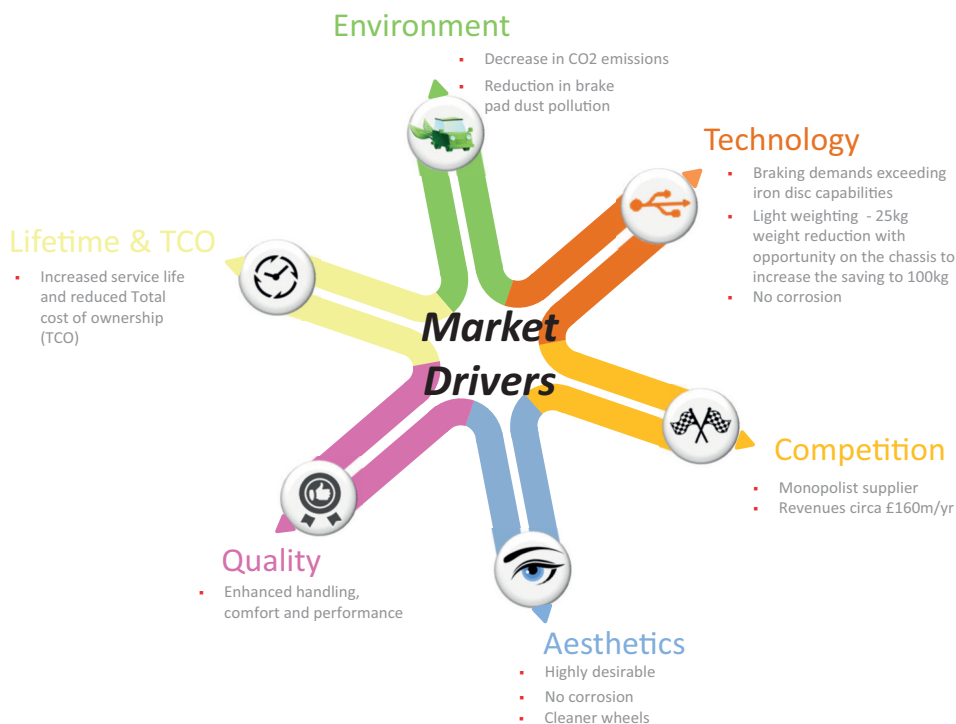 Environment
▪ Decrease in CO2 emissions
▪ Reduction in brake
pad dust pollution
Technology
▪ Braking demands exceeding
iron disc capabilities
▪ Light weighting - 25kg
weight reduction with
opportunity on the chassis to
increase the saving to 100kg
▪ No corrosion
Lifetime & TCO
▪ Increased service life
and reduced Total
cost of ownership
(TCO)
Market
Drivers
Competition
▪ Monopolist supplier
▪ Revenues circa £160m/yr
Quality
▪ Enhanced handling,
comfort and performance
Aesthetics
▪ Highly desirable
▪ No corrosion
▪ Cleaner wheels